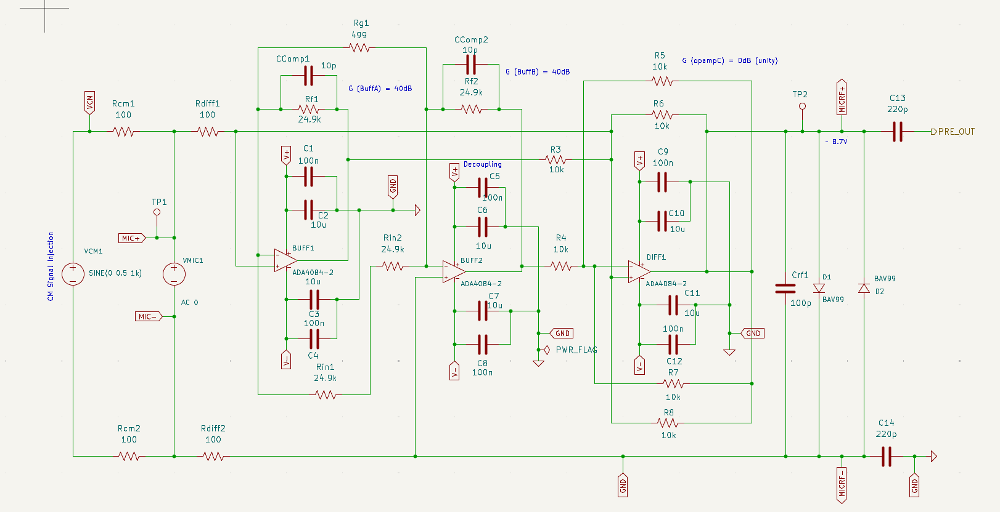 Rg1
499
CComp2
10p
CComp1
10p
R5
10k
G (opampC) = 0dB (unity)
G (BuffB) = 40dB
G (BuffA) = 40dB
Rf2
24.9k
Rf1
24.9k
VCM
Rcm1
100
Rdiff1
100
R6
10k
TP2
MICRF+
C13
220p
PRE_OUT
~ 8.7V
V+
C1
100n
R3
10k
V+
C9
100n
V+
Decoupling
C5
100n
GND
TP1
C2
10u
C6
10u
C10
10u
MIC+
CM Signal Injection
VCM1
SINE(0 0.5 1k)
VMIC1
AC 0
MIC-
BUFF1
ADA4084-2
Rin2
24.9k
BUFF2
ADA4084-2
R4
10k
DIFF1
ADA4084-2
Crf1
100p
D1
BAV99
BAV99
D2
10u
C3
100n
C4
V-
C7
10u
C8
100n
V-
GND
PWR_FLAG
C11
10u
100n
C12
V-
GND
Rin1
24.9k
R7
10k
R8
10k
Rcm2
100
Rdiff2
100
C14
220p
GND
MICRF-
GND